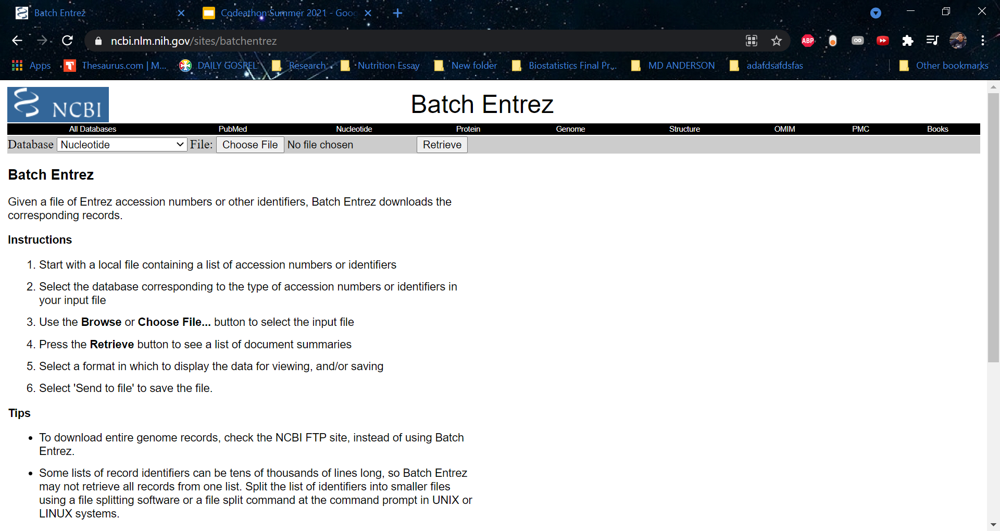 Batch Entrez
Codeathon Summer 2021 - Goog
ncbi.nlm.nih.gov/sites/batchentrez
ABP
Apps
Thesaurus.com | M...
DAILY GOSPEL
Research
Nutrition Essay
New folder
Biostatistics Final Pr...
MD ANDERSON
adafdsafdsfas
Other bookmarks
NCBI
Batch Entrez
All Databases PubMed Nucleotide Protein Genome Structure OMIM PMC Books
Database Nucleotide File: Choose File No file chosen Retrieve
Batch Entrez
Given a file of Entrez accession numbers or other identifiers, Batch Entrez downloads the
corresponding records.
Instructions
1. Start with a local file containing a list of accession numbers or identifiers
2. Select the database corresponding to the type of accession numbers or identifiers in
your input file
3. Use the Browse or Choose File... button to select the input file
4. Press the Retrieve button to see a list of document summaries
5. Select a format in which to display the data for viewing, and/or saving
6. Select 'Send to file' to save the file.
Tips
• To download entire genome records, check the NCBI FTP site, instead of using Batch
Entrez.
• Some lists of record identifiers can be tens of thousands of lines long, so Batch Entrez
may not retrieve all records from one list. Split the list of identifiers into smaller files
using a file splitting software or a file split command at the command prompt in UNIX or
LINUX systems.